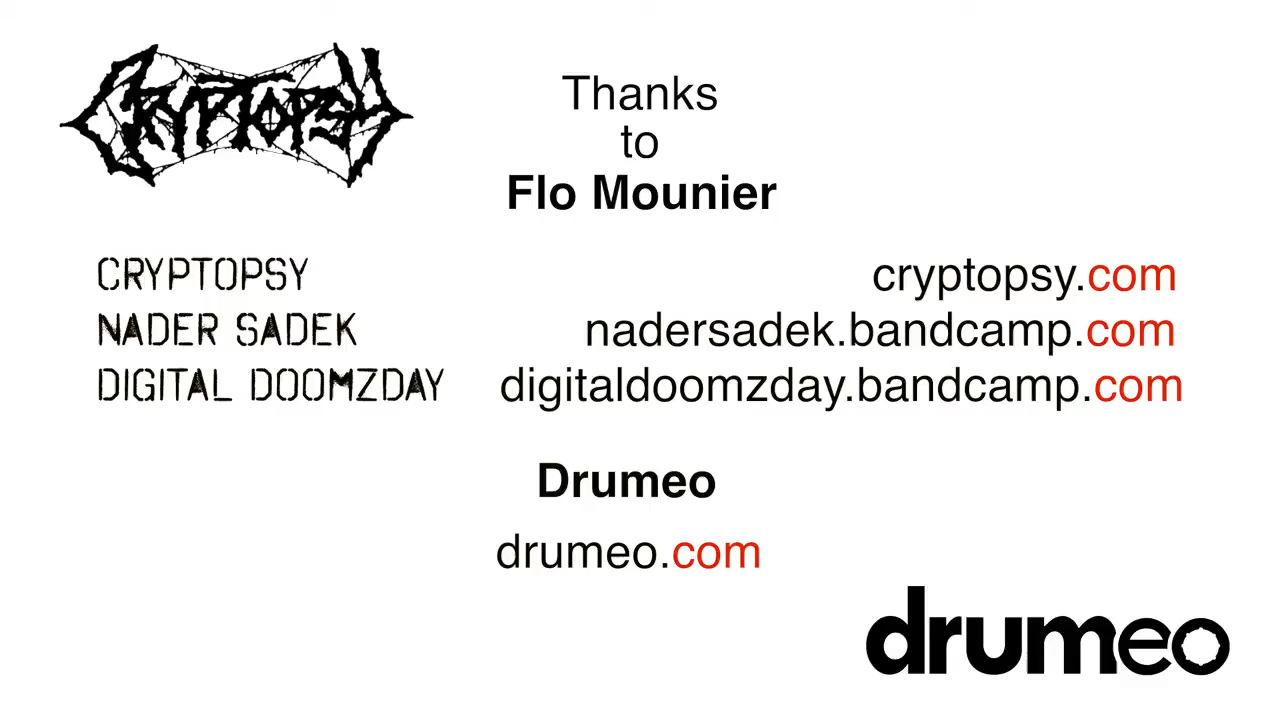 CRYPTOPSY
Thanks
to
Flo Mounier
CRYPTOPSY cryptopsy.com
NADER SADEK nadersadek.bandcamp.com
DIGITAL DOOMZDAY digitaldoomzday.bandcamp.com
Drumeo
drumeo.com
drumeo